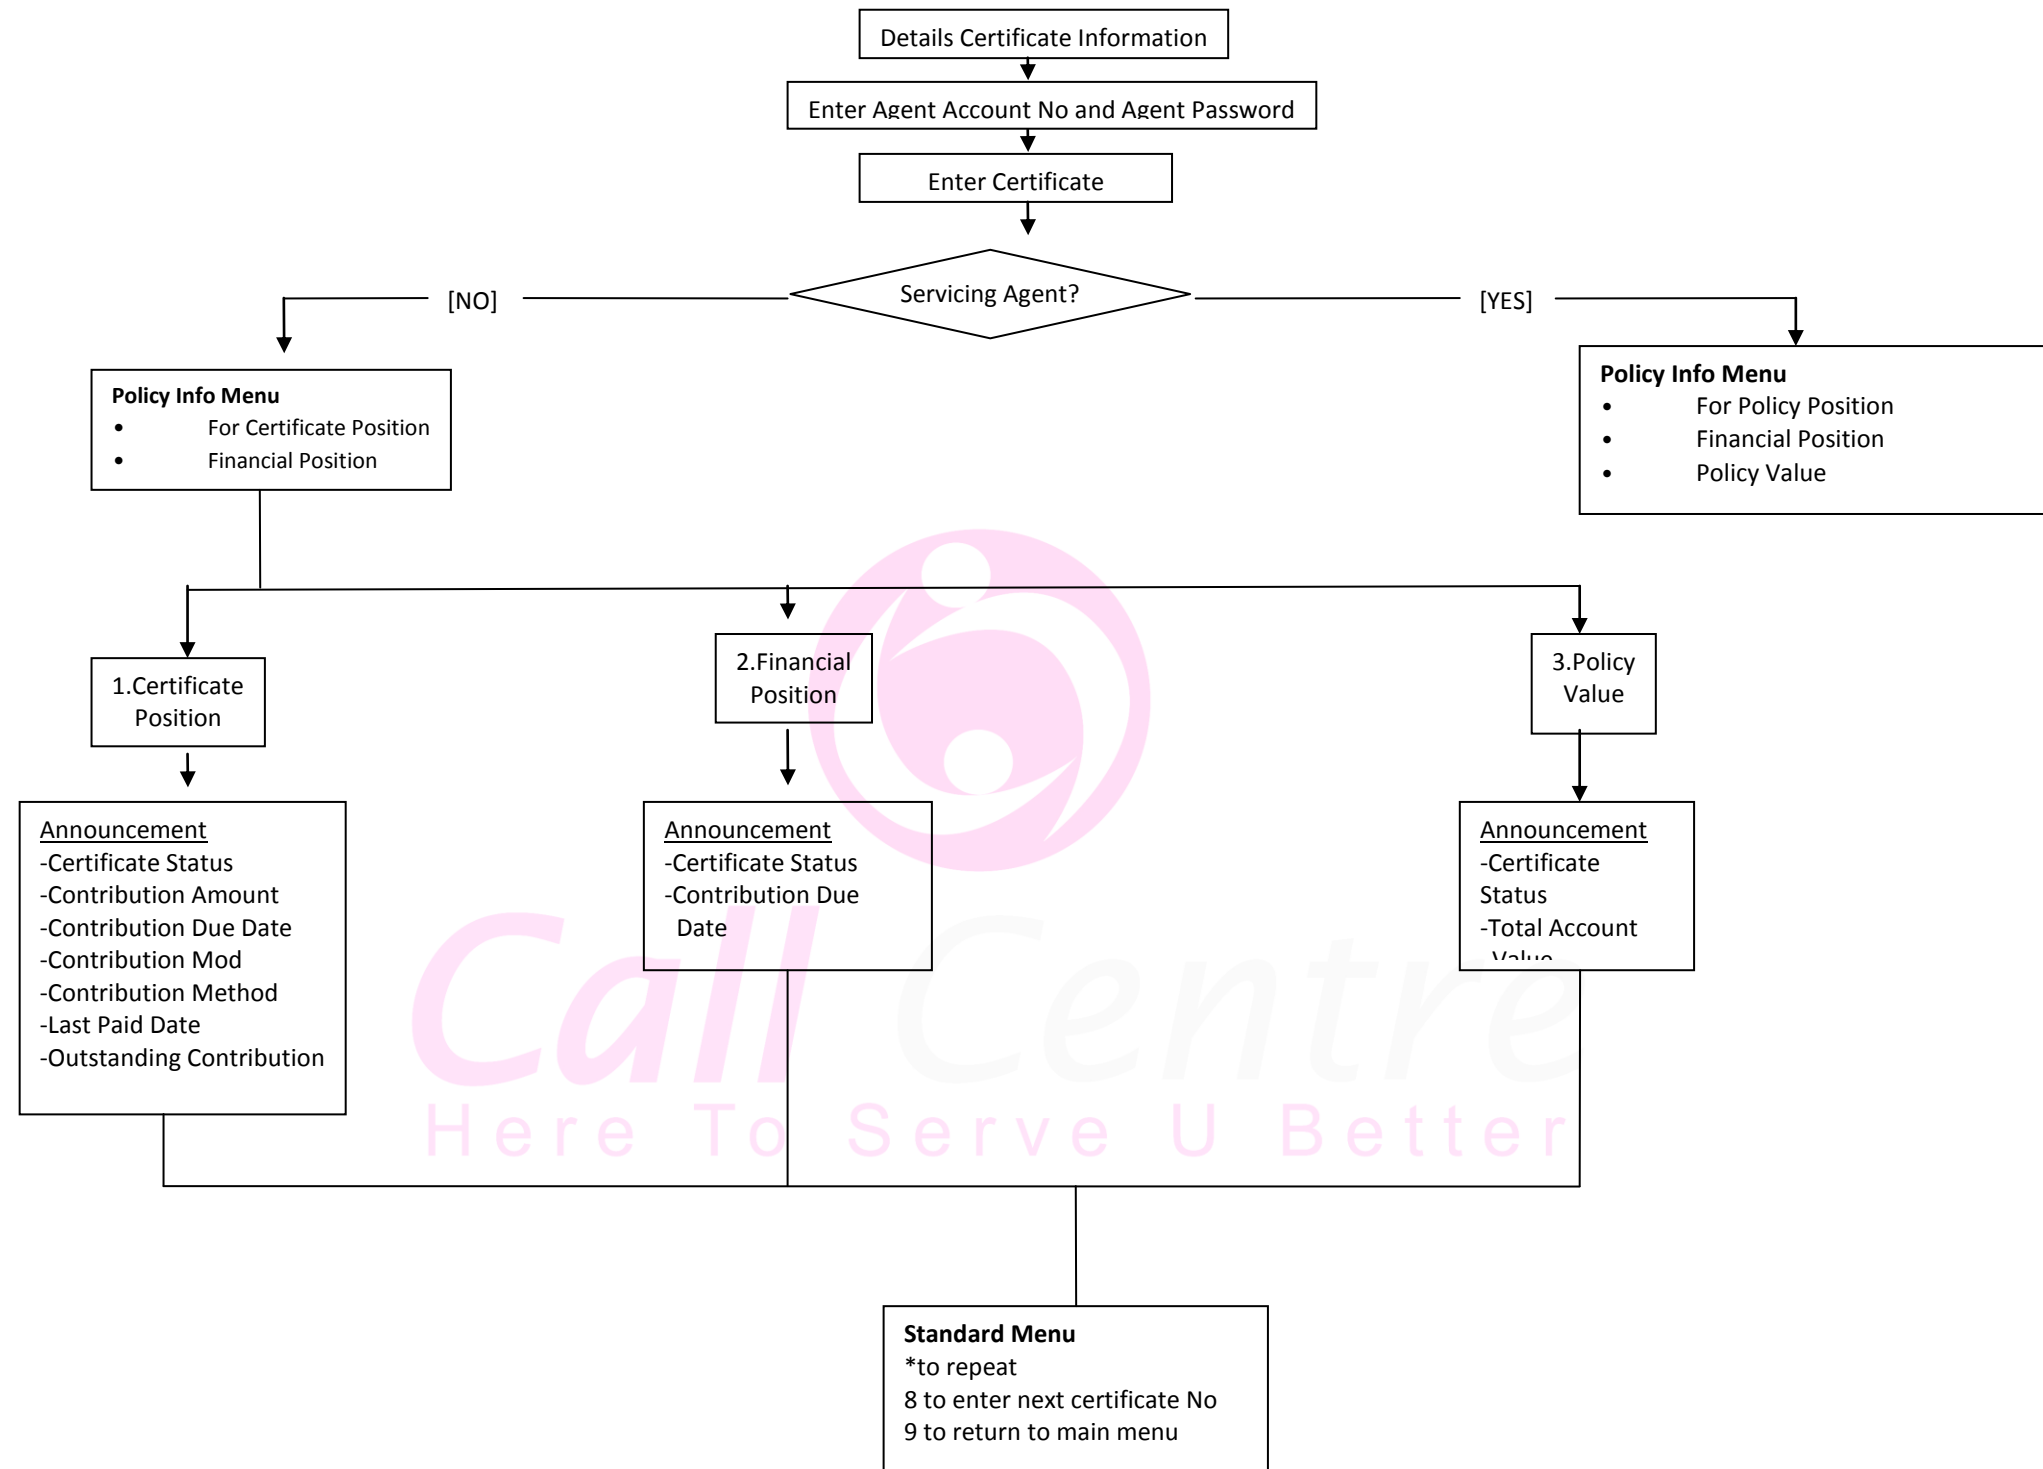 Details Certificate Information
Enter Agent Account No and Agent Password
Enter Certificate
Servicing Agent?
[NO]
[YES]
Policy Info Menu
• For Certificate Position
• Financial Position
Policy Info Menu
• For Policy Position
• Financial Position
• Policy Value
1.Certificate
Position
2.Financial
Position
3.Policy
Value
Announcement
-Certificate Status
-Contribution Amount
-Contribution Due Date
-Contribution Mod
-Contribution Method
-Last Paid Date
-Outstanding Contribution
Announcement
-Certificate Status
-Contribution Due
Date
Announcement
-Certificate
Status
-Total Account
Value
Call Centre
Here To Serve U Better
Standard Menu
*to repeat
8 to enter next certificate No
9 to return to main menu